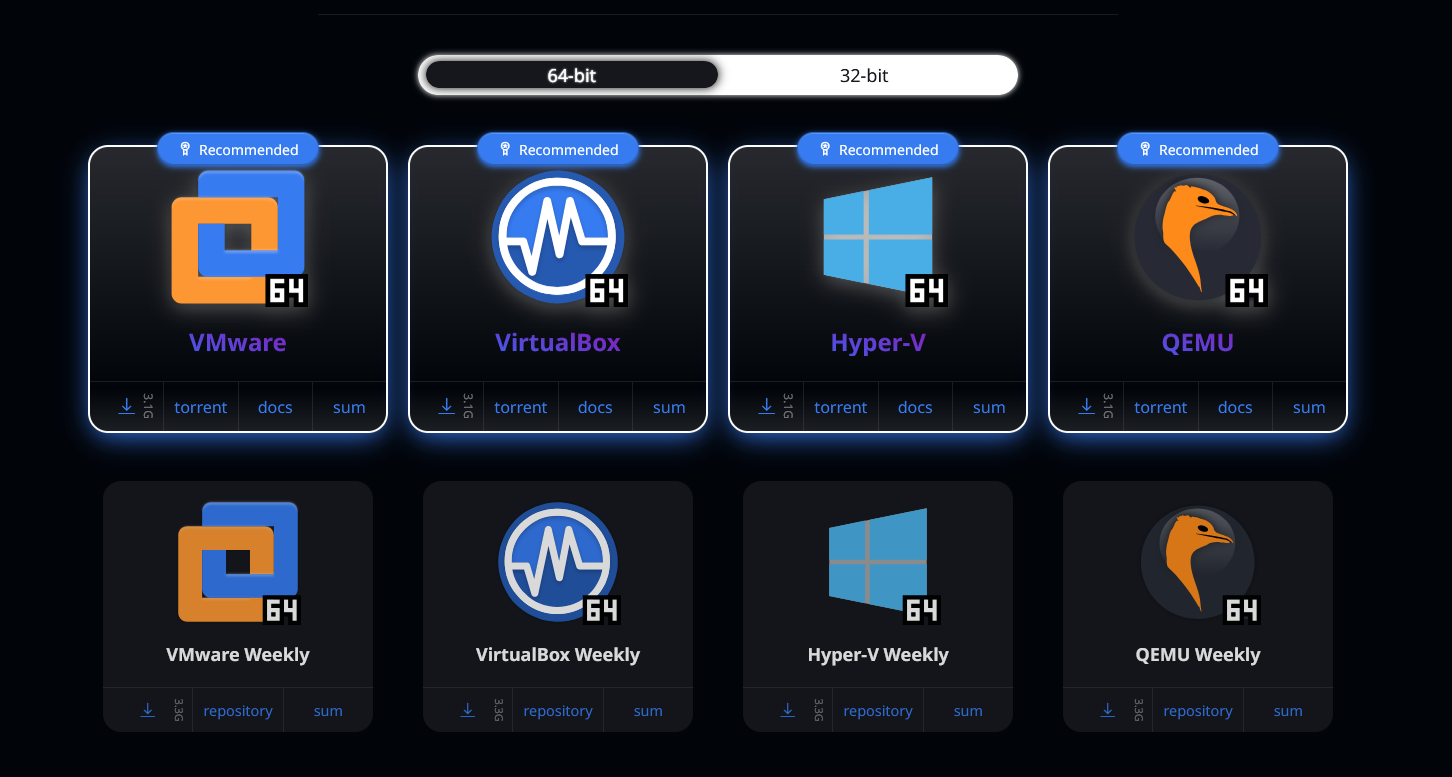 64-bit 32-bit
Recommended Recommended Recommended Recommended
64 64 64 64
VMware VirtualBox Hyper-V QEMU
3.1G torrent docs sum 3.1G torrent docs sum 3.1G torrent docs sum 3.1G torrent docs sum
64 64 64 64
VMware Weekly VirtualBox Weekly Hyper-V Weekly QEMU Weekly
3.3G repository sum 3.3G repository sum 3.3G repository sum 3.3G repository sum